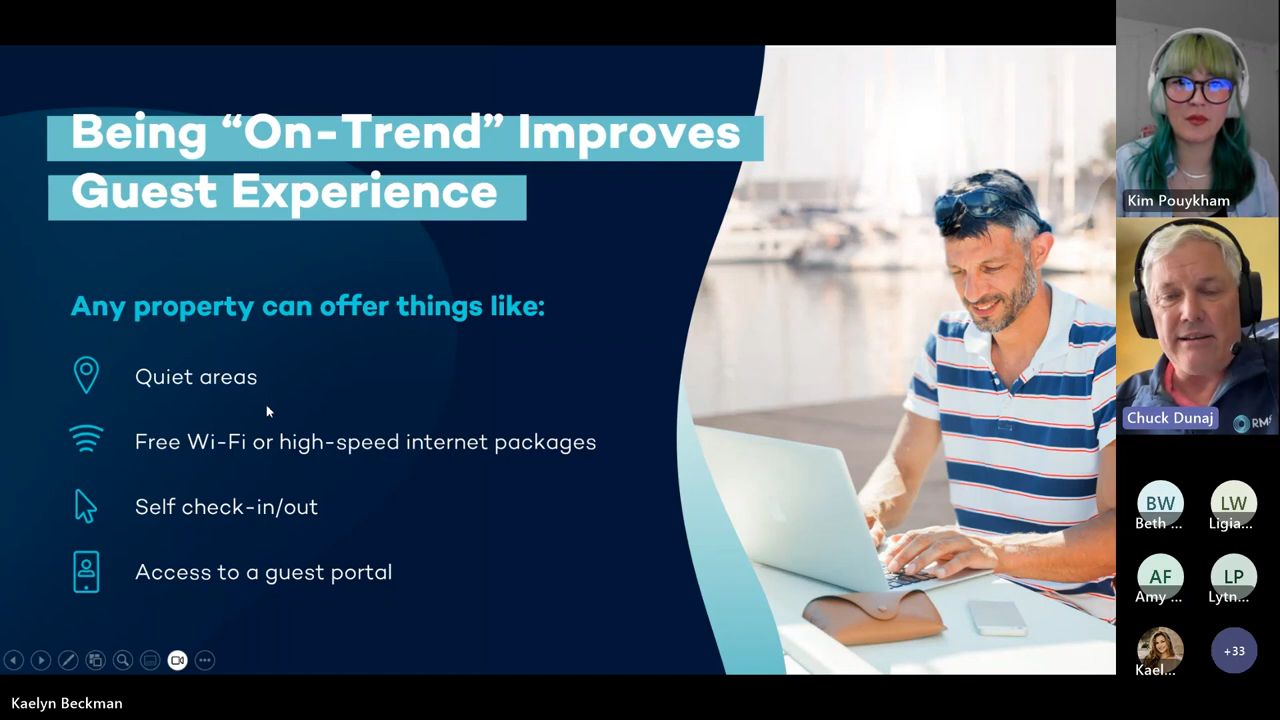 Being “On-Trend” Improves
Guest Experience
Any property can offer things like:
Quiet areas
Free Wi-Fi or high-speed internet packages
Self check-in/out
Access to a guest portal
Kim Pouykham
Chuck Dunaj
RMS
BW
LW
Beth ...
Ligia...
AF
LP
Amy ...
Lytn...
Kael...
+33
Kaelyn Beckman